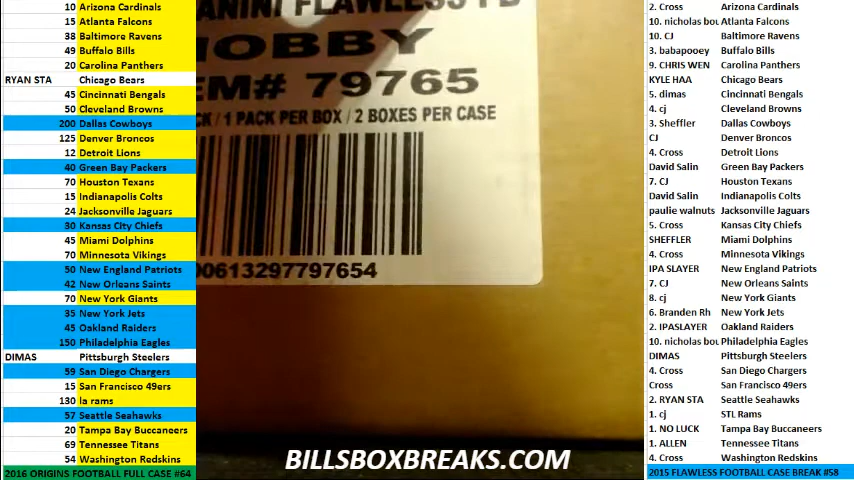 10 Arizona Cardinals
15 Atlanta Falcons
38 Baltimore Ravens
49 Buffalo Bills
20 Carolina Panthers
RYAN STA Chicago Bears
45 Cincinnati Bengals
50 Cleveland Browns
200 Dallas Cowboys
125 Denver Broncos
12 Detroit Lions
40 Green Bay Packers
70 Houston Texans
15 Indianapolis Colts
24 Jacksonville Jaguars
30 Kansas City Chiefs
45 Miami Dolphins
70 Minnesota Vikings
50 New England Patriots
42 New Orleans Saints
70 New York Giants
35 New York Jets
45 Oakland Raiders
150 Philadelphia Eagles
DIMAS Pittsburgh Steelers
59 San Diego Chargers
15 San Francisco 49ers
130 la rams
57 Seattle Seahawks
20 Tampa Bay Buccaneers
69 Tennessee Titans
54 Washington Redskins
2016 ORIGINS FOOTBALL FULL CASE #64
ANINI FLAWLESS FB
HOBBY
EM# 79765
CK / 1 PACK PER BOX / 2 BOXES PER CASE
00613297797654
BILLSBOXBREAKS.COM
2. Cross Arizona Cardinals
10. nicholas bou Atlanta Falcons
10. CJ Baltimore Ravens
3. babapooey Buffalo Bills
9. CHRIS WEN Carolina Panthers
KYLE HAA Chicago Bears
5. dimas Cincinnati Bengals
4. cj Cleveland Browns
3. Sheffler Dallas Cowboys
CJ Denver Broncos
4. Cross Detroit Lions
David Salin Green Bay Packers
7. CJ Houston Texans
David Salin Indianapolis Colts
paulie walnuts Jacksonville Jaguars
5. Cross Kansas City Chiefs
SHEFFLER Miami Dolphins
4. Cross Minnesota Vikings
IPA SLAYER New England Patriots
7. CJ New Orleans Saints
8. cj New York Giants
6. Branden Rh New York Jets
2. IPASLAYER Oakland Raiders
10. nicholas bou Philadelphia Eagles
DIMAS Pittsburgh Steelers
4. Cross San Diego Chargers
Cross San Francisco 49ers
2. RYAN STA Seattle Seahawks
1. cj STL Rams
1. NO LUCK Tampa Bay Buccaneers
1. ALLEN Tennessee Titans
4. Cross Washington Redskins
2015 FLAWLESS FOOTBALL CASE BREAK #58